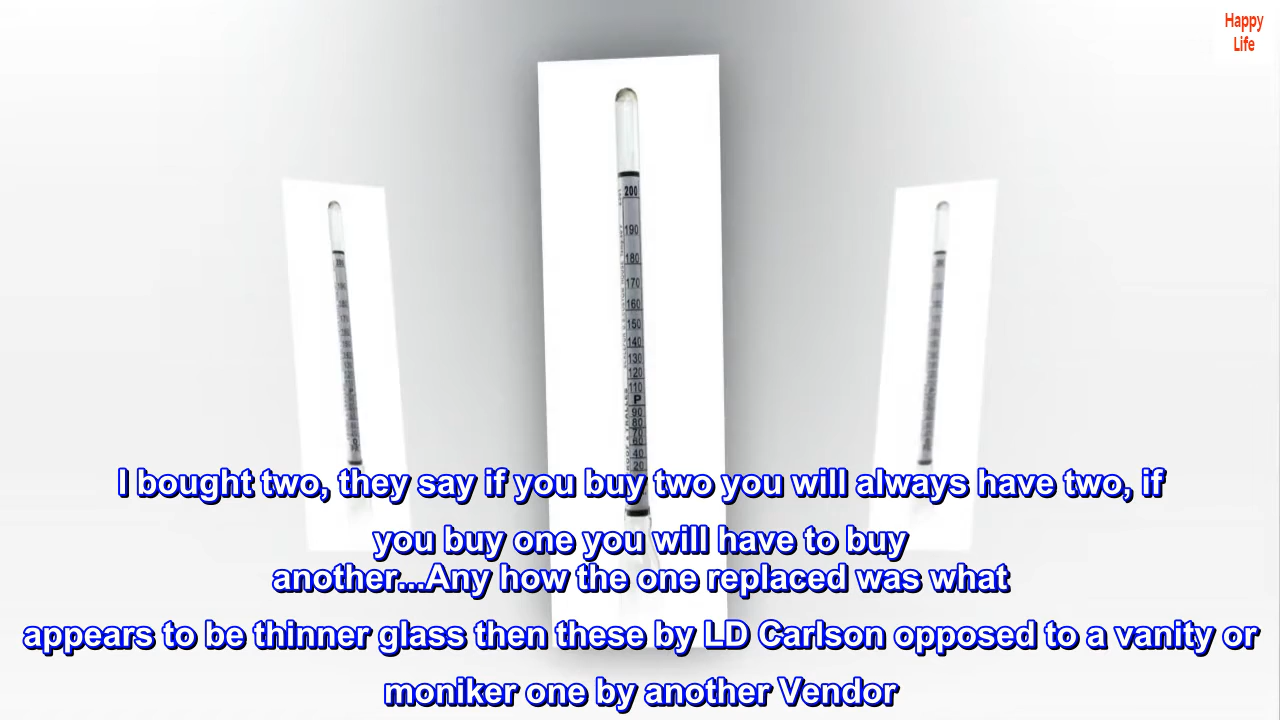 Happy
Life
200
190
180
170
160
150
140
130
120
110
P
90
80
70
60
40
20
I bought two, they say if you buy two you will always have two, if
you buy one you will have to buy
another...Any how the one replaced was what
appears to be thinner glass then these by LD Carlson opposed to a vanity or
moniker one by another Vendor